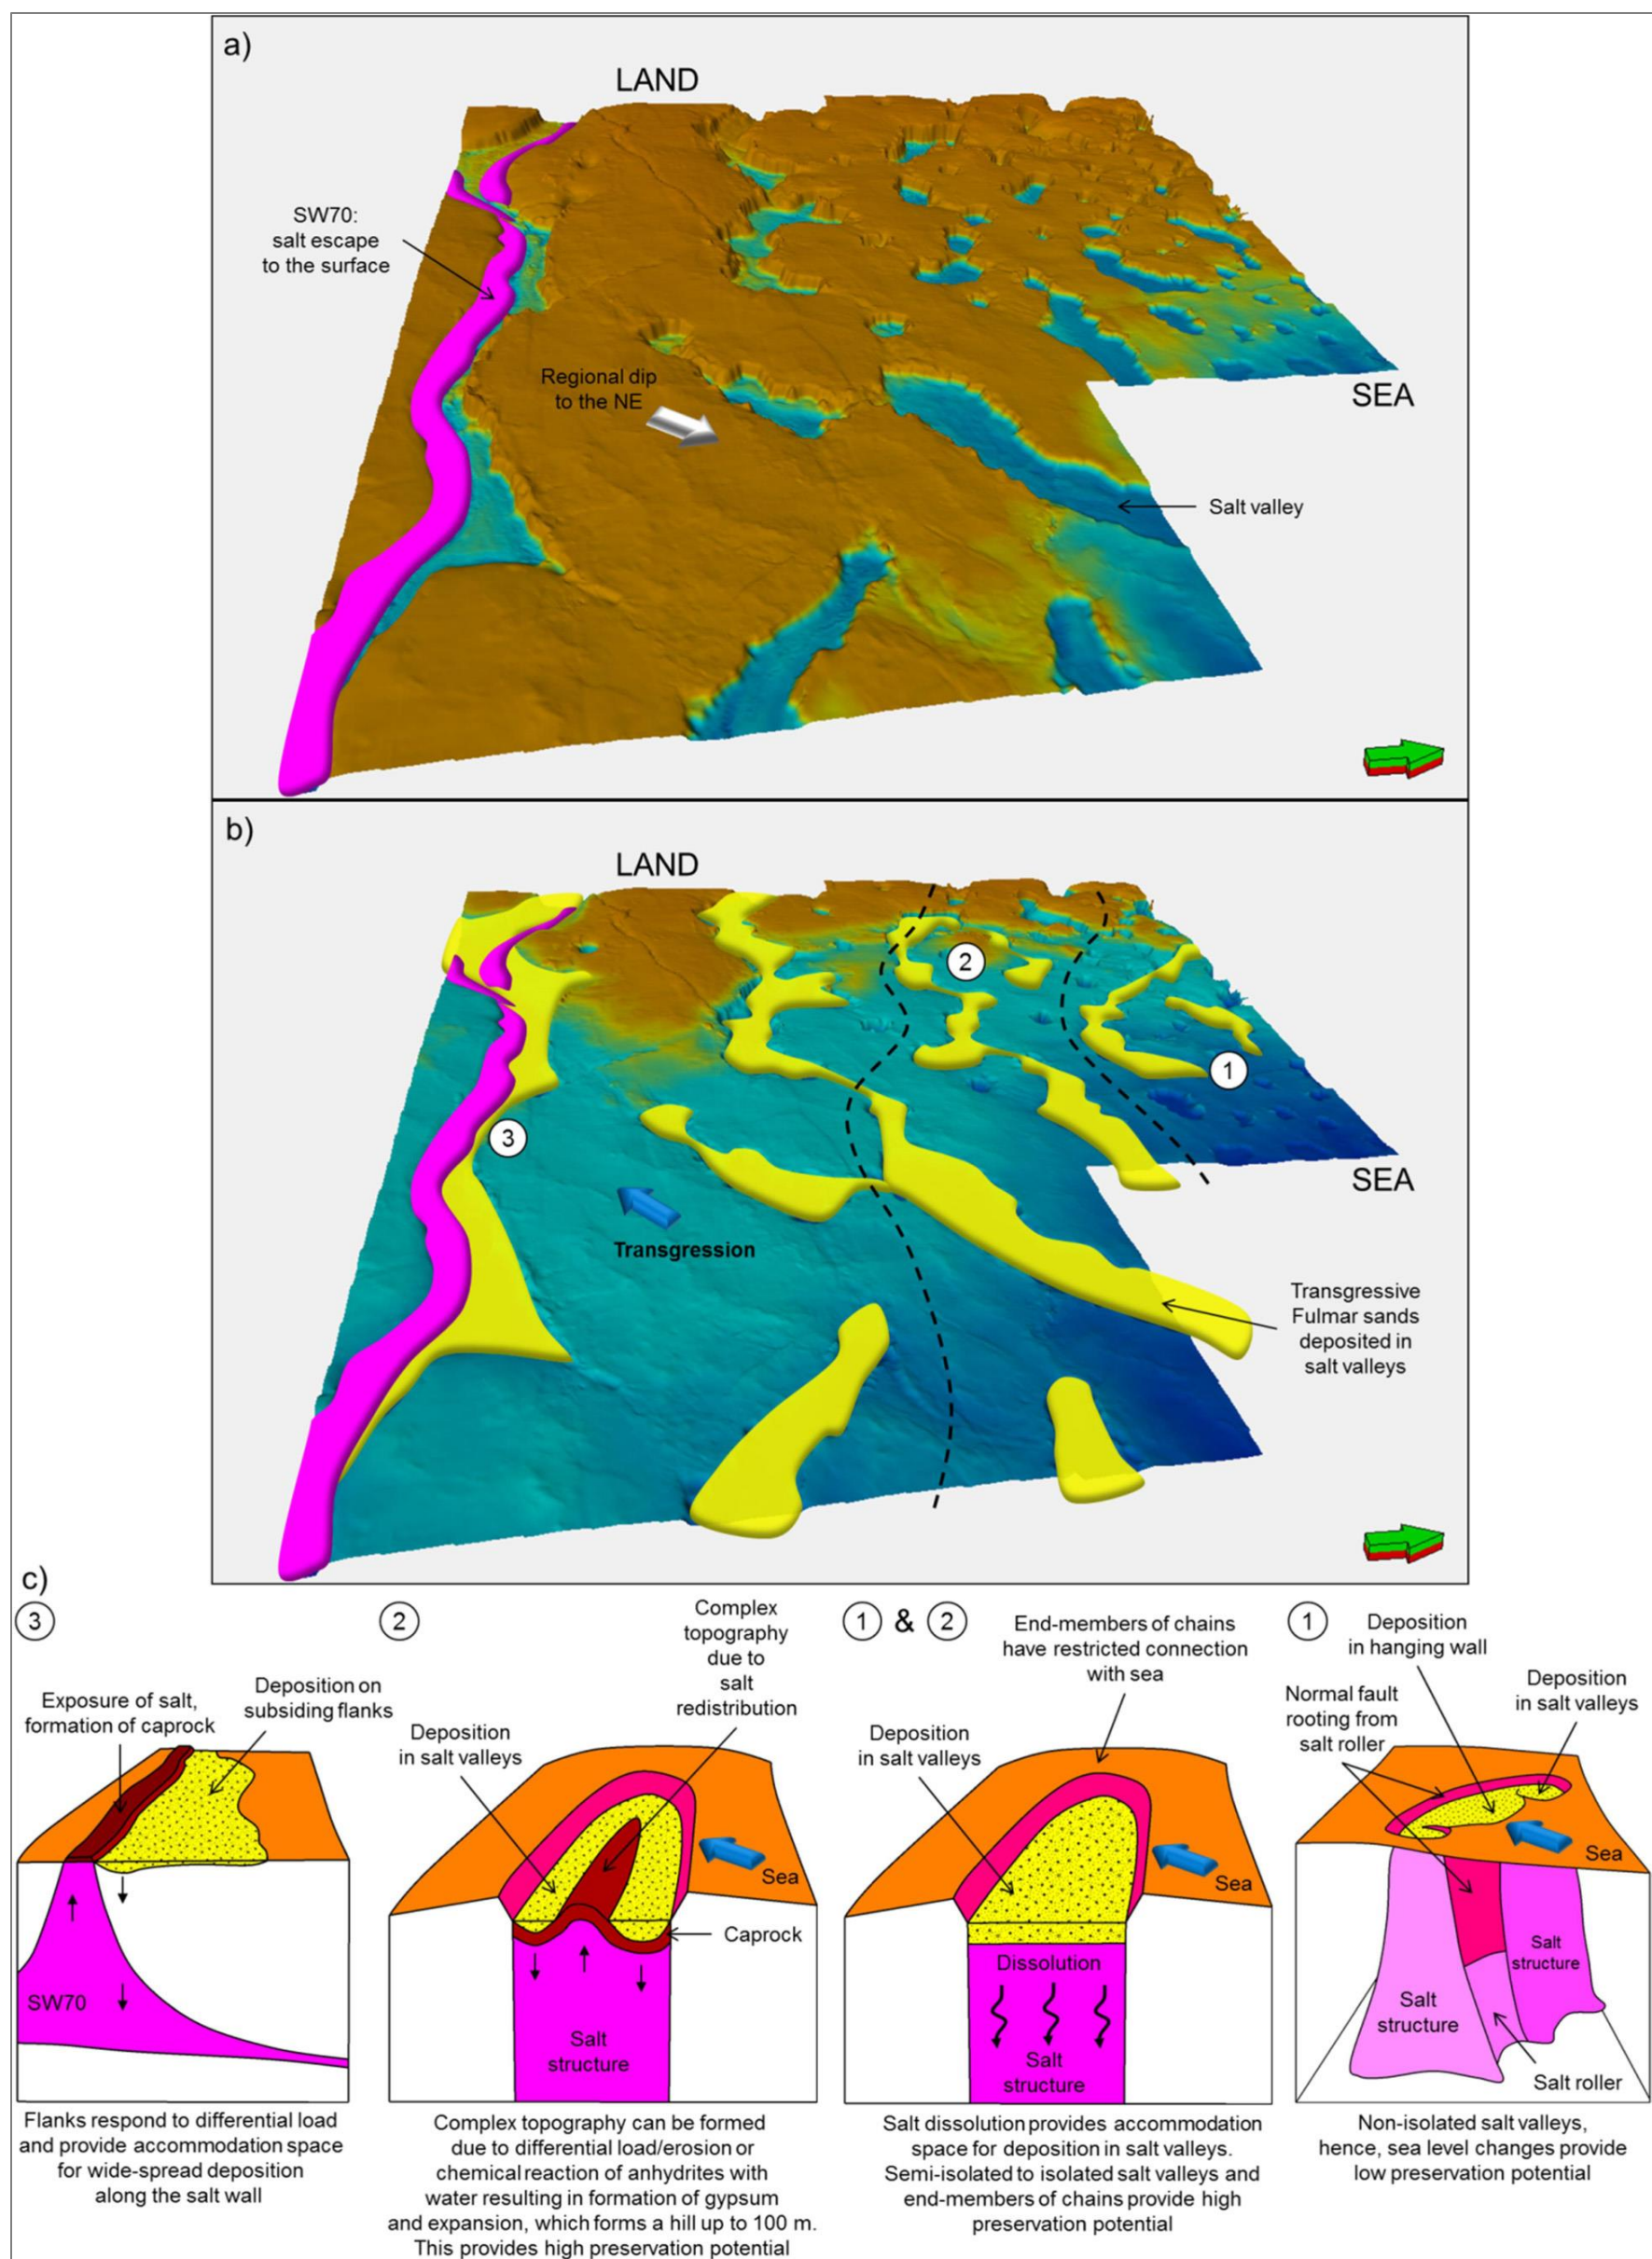 a)
LAND
SW70:
salt escape
to the surface
Regional dip
to the NE
SEA
Salt valley
b)
LAND
2
1
3
SEA
Transgression
Transgressive
Fulmar sands
deposited in
salt valleys
c)
3
Exposure of salt,
formation of caprock
Deposition on
subsiding flanks
SW70
Flanks respond to differential load
and provide accommodation space
for wide-spread deposition
along the salt wall
2
Complex
topography
due to
salt
redistribution
Deposition
in salt valleys
Sea
Caprock
Salt
structure
Complex topography can be formed
due to differential load/erosion or
chemical reaction of anhydrites with
water resulting in formation of gypsum
and expansion, which forms a hill up to 100 m.
This provides high preservation potential
1 & 2
End-members of chains
have restricted connection
with sea
Deposition
in salt valleys
Sea
Dissolution
Salt
structure
Salt dissolution provides accommodation
space for deposition in salt valleys.
Semi-isolated to isolated salt valleys and
end-members of chains provide high
preservation potential
1
Deposition
in hanging wall
Deposition
in salt valleys
Normal fault
rooting from
salt roller
Sea
Salt
structure
Salt
structure
Salt roller
Non-isolated salt valleys,
hence, sea level changes provide
low preservation potential